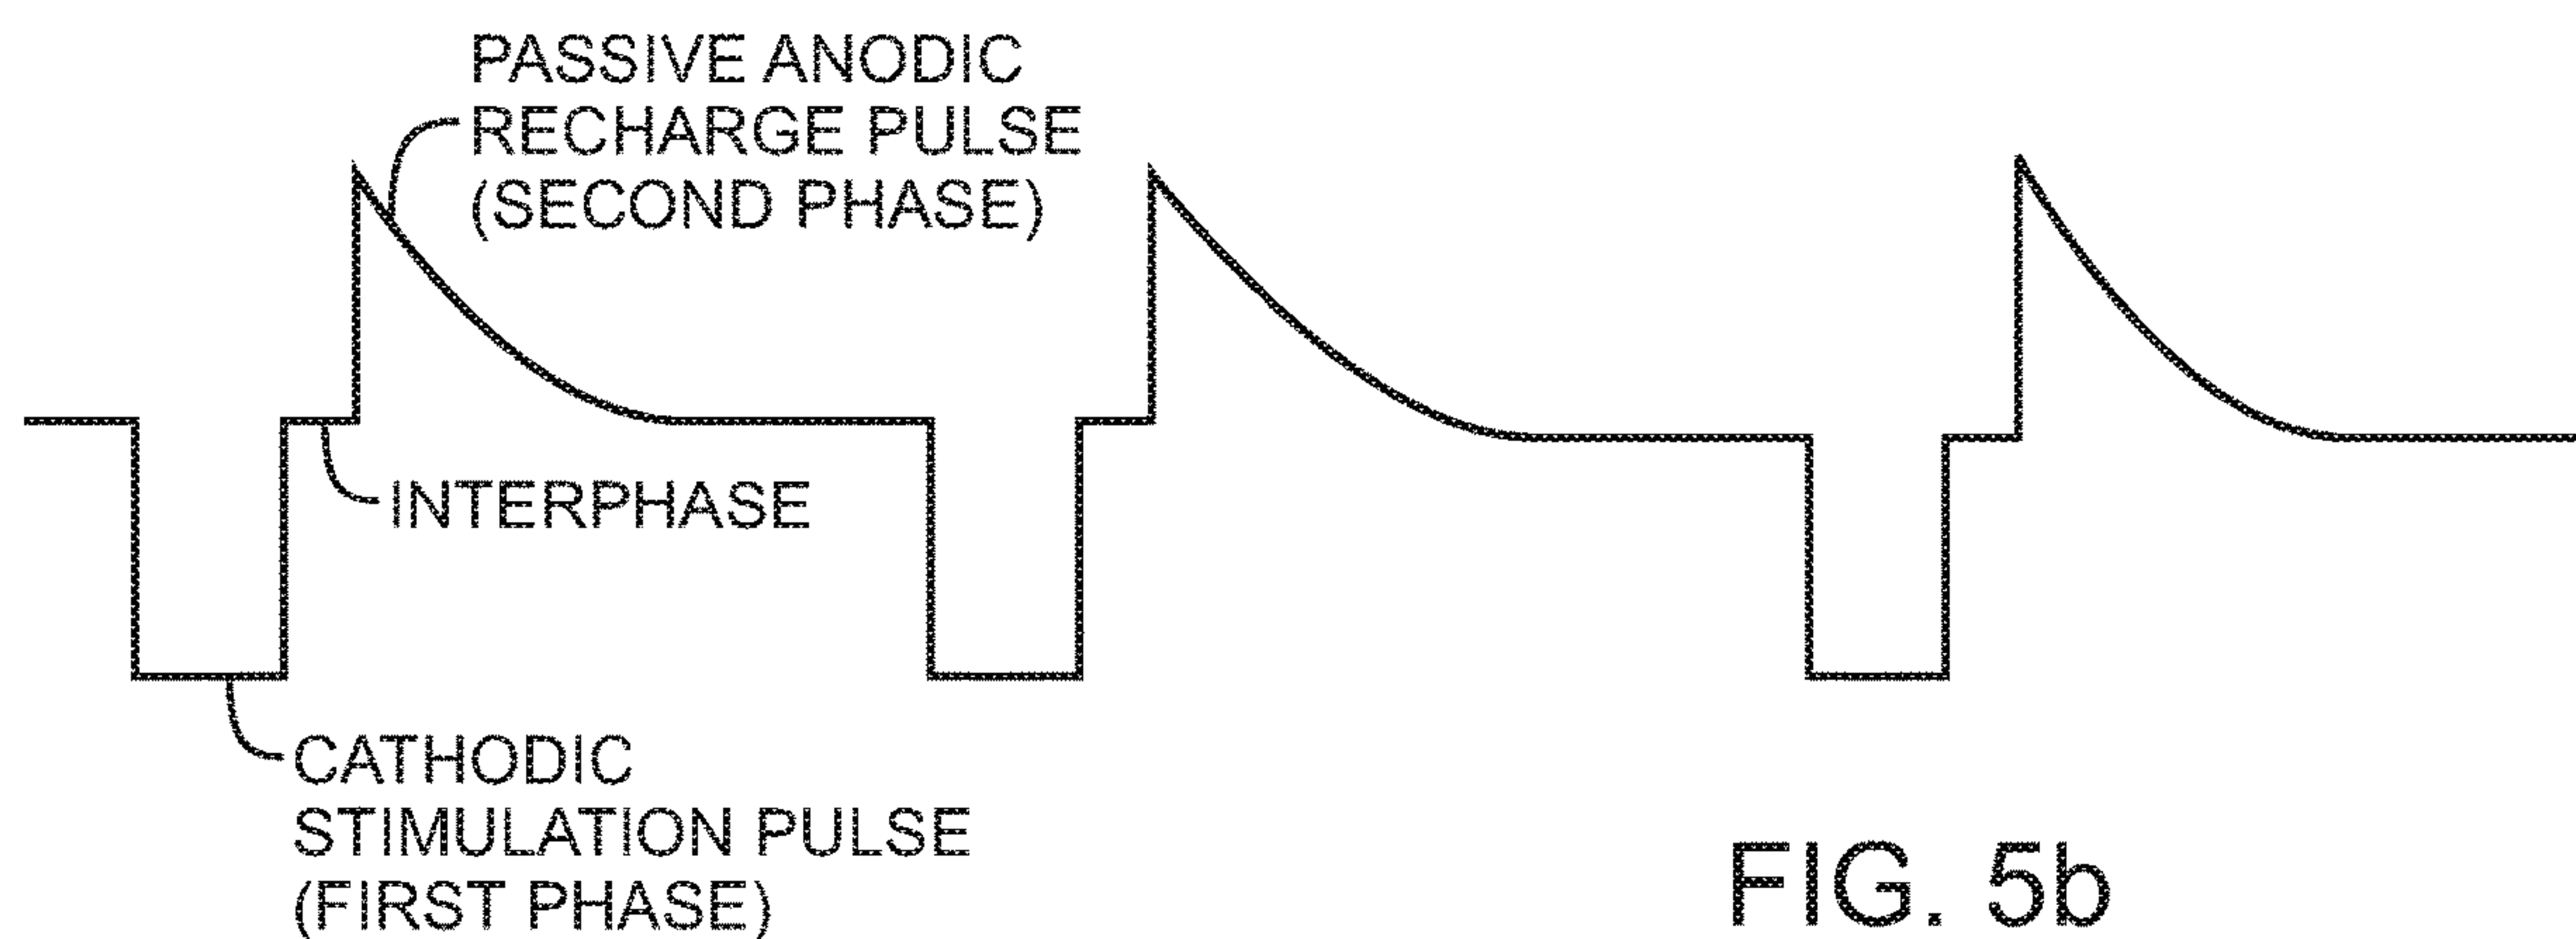 PASSIVE ANODIC
RECHARGE PULSE
(SECOND PHASE)
INTERPHASE
CATHODIC
STIMULATION PULSE
(FIRST PHASE)
FIG. 5b